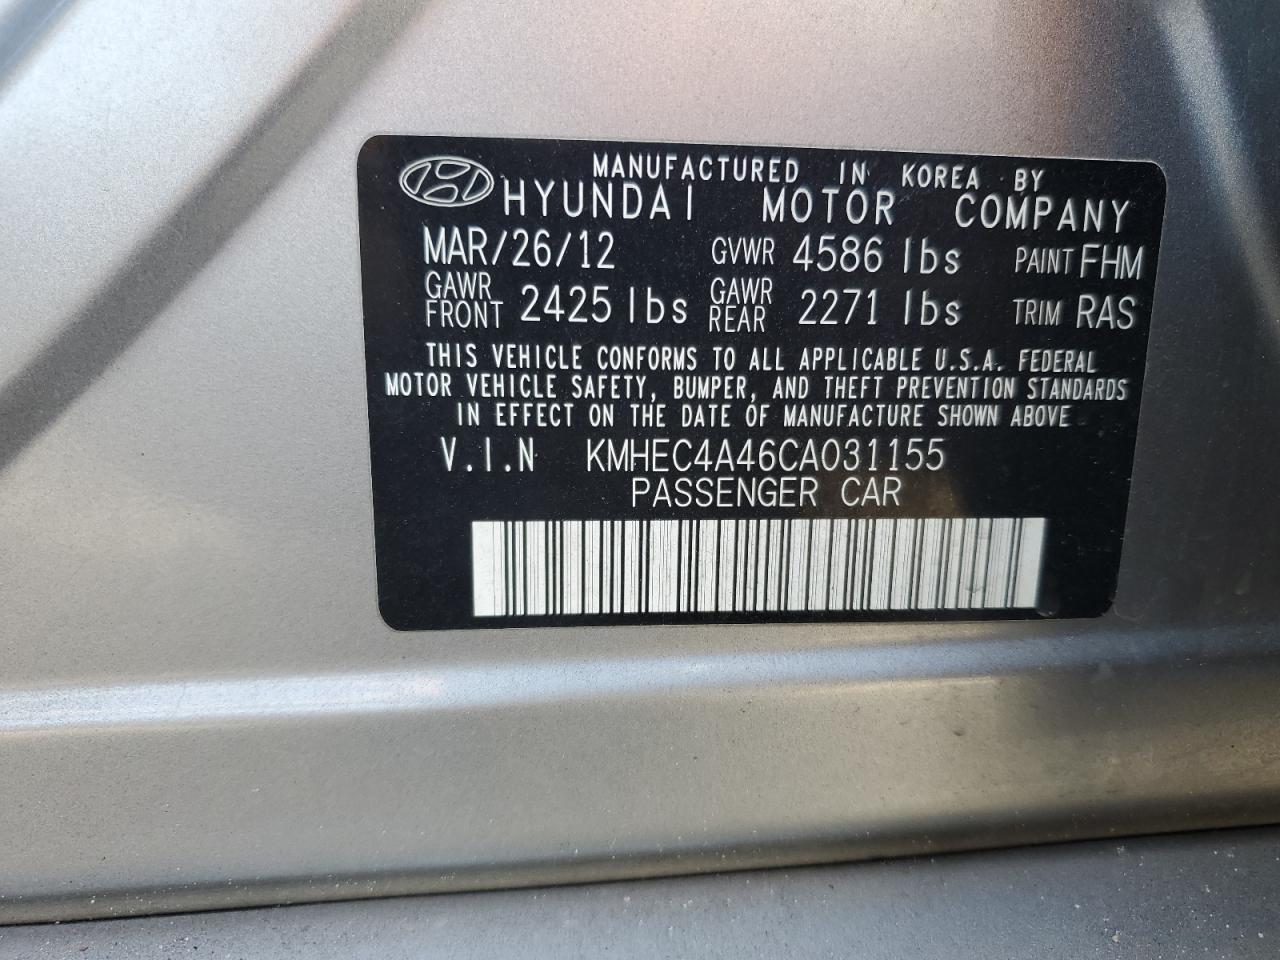 MANUFACTURED IN KOREA BY
HYUNDAI MOTOR COMPANY
MAR/26/12 GVWR 4586 lbs PAINT FHM
GAWR FRONT 2425 lbs GAWR REAR 2271 lbs TRIM RAS
THIS VEHICLE CONFORMS TO ALL APPLICABLE U.S.A. FEDERAL
MOTOR VEHICLE SAFETY, BUMPER, AND THEFT PREVENTION STANDARDS
IN EFFECT ON THE DATE OF MANUFACTURE SHOWN ABOVE
V.I.N KMHEC4A46CA031155
PASSENGER CAR